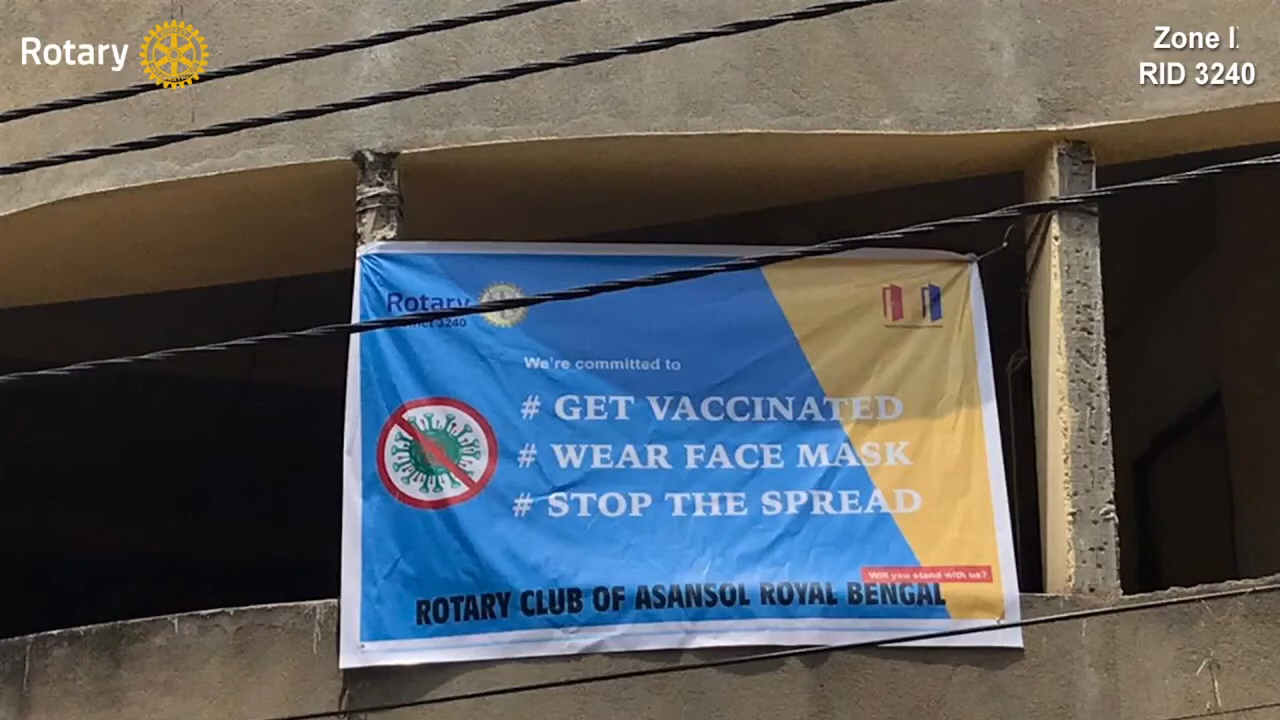 Rotary
Zone I
RID 3240
Rotary
District 3240
We're committed to
# GET VACCINATED
# WEAR FACE MASK
# STOP THE SPREAD
Will you stand with us?
ROTARY CLUB OF ASANSOL ROYAL BENGAL